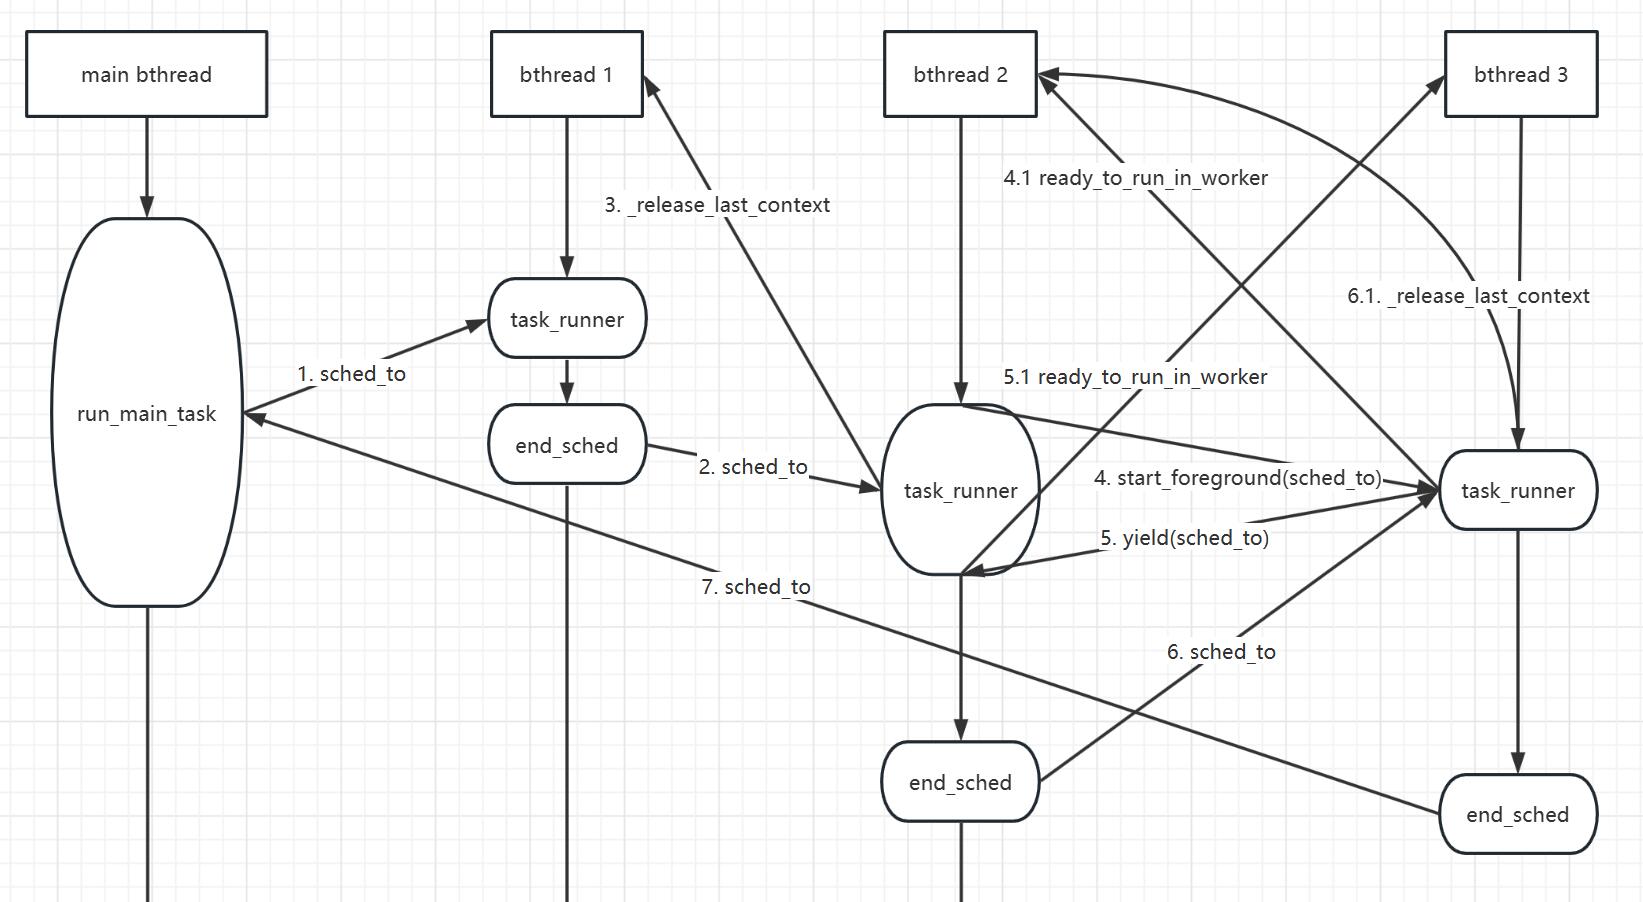 main bthread
bthread 1
bthread 2
bthread 3
4.1 ready_to_run_in_worker
3. _release_last_context
6.1. _release_last_context
task_runner
1. sched_to
5.1 ready_to_run_in_worker
run_main_task
end_sched
2. sched_to
4. start_foreground(sched_to)
task_runner
task_runner
5. yield(sched_to)
7. sched_to
6. sched_to
end_sched
end_sched